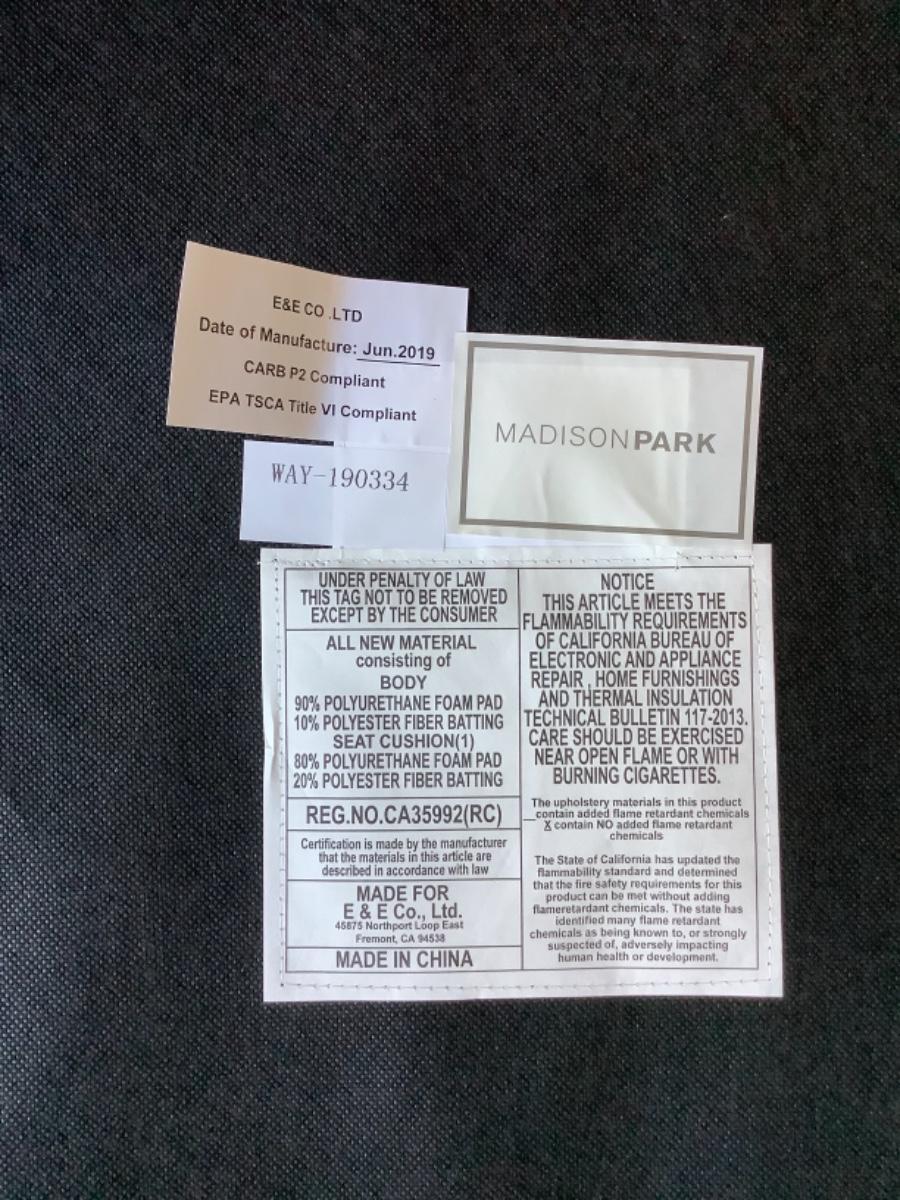 E&E CO .LTD
Date of Manufacture: Jun.2019
CARB P2 Compliant
EPA TSCA Title VI Compliant
MADISONPARK
WAY-190334
UNDER PENALTY OF LAW
THIS TAG NOT TO BE REMOVED
EXCEPT BY THE CONSUMER
ALL NEW MATERIAL
consisting of
BODY
90% POLYURETHANE FOAM PAD
10% POLYESTER FIBER BATTING
SEAT CUSHION(1)
80% POLYURETHANE FOAM PAD
20% POLYESTER FIBER BATTING
REG.NO.CA35992(RC)
Certification is made by the manufacturer
that the materials in this article are
described in accordance with law
MADE FOR
E & E Co., Ltd.
45875 Northport Loop East
Fremont, CA 94538
MADE IN CHINA
NOTICE
THIS ARTICLE MEETS THE
FLAMMABILITY REQUIREMENTS
OF CALIFORNIA BUREAU OF
ELECTRONIC AND APPLIANCE
REPAIR , HOME FURNISHINGS
AND THERMAL INSULATION
TECHNICAL BULLETIN 117-2013.
CARE SHOULD BE EXERCISED
NEAR OPEN FLAME OR WITH
BURNING CIGARETTES.
The upholstery materials in this product
__contain added flame retardant chemicals
X contain NO added flame retardant
chemicals
The State of California has updated the
flammability standard and determined
that the fire safety requirements for this
product can be met without adding
flameretardant chemicals. The state has
identified many flame retardant
chemicals as being known to, or strongly
suspected of, adversely impacting
human health or development.